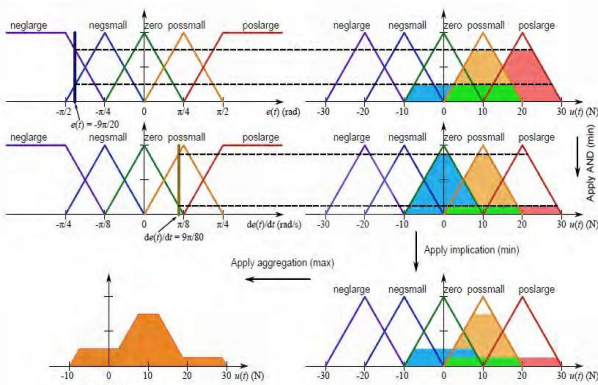 neglarge negsmall zero possmall poslarge
-π/2 -π/4 0 π/4 π/2 e(t) (rad)
e(t) = -9π/20
neglarge negsmall zero possmall poslarge
-30 -20 -10 0 10 20 30 u(t) (N)
neglarge negsmall zero possmall poslarge
-π/4 -π/8 0 π/8 π/4 de(t)/dt (rad/s)
de(t)/dt = 9π/80
neglarge negsmall zero possmall poslarge
-30 -20 -10 0 10 20 30 u(t) (N)
Apply AND (min)
Apply implication (min)
Apply aggregation (max)
-10 0 10 20 30 u(t) (N)
neglarge negsmall zero possmall poslarge
-30 -20 -10 0 10 20 30 u(t) (N)